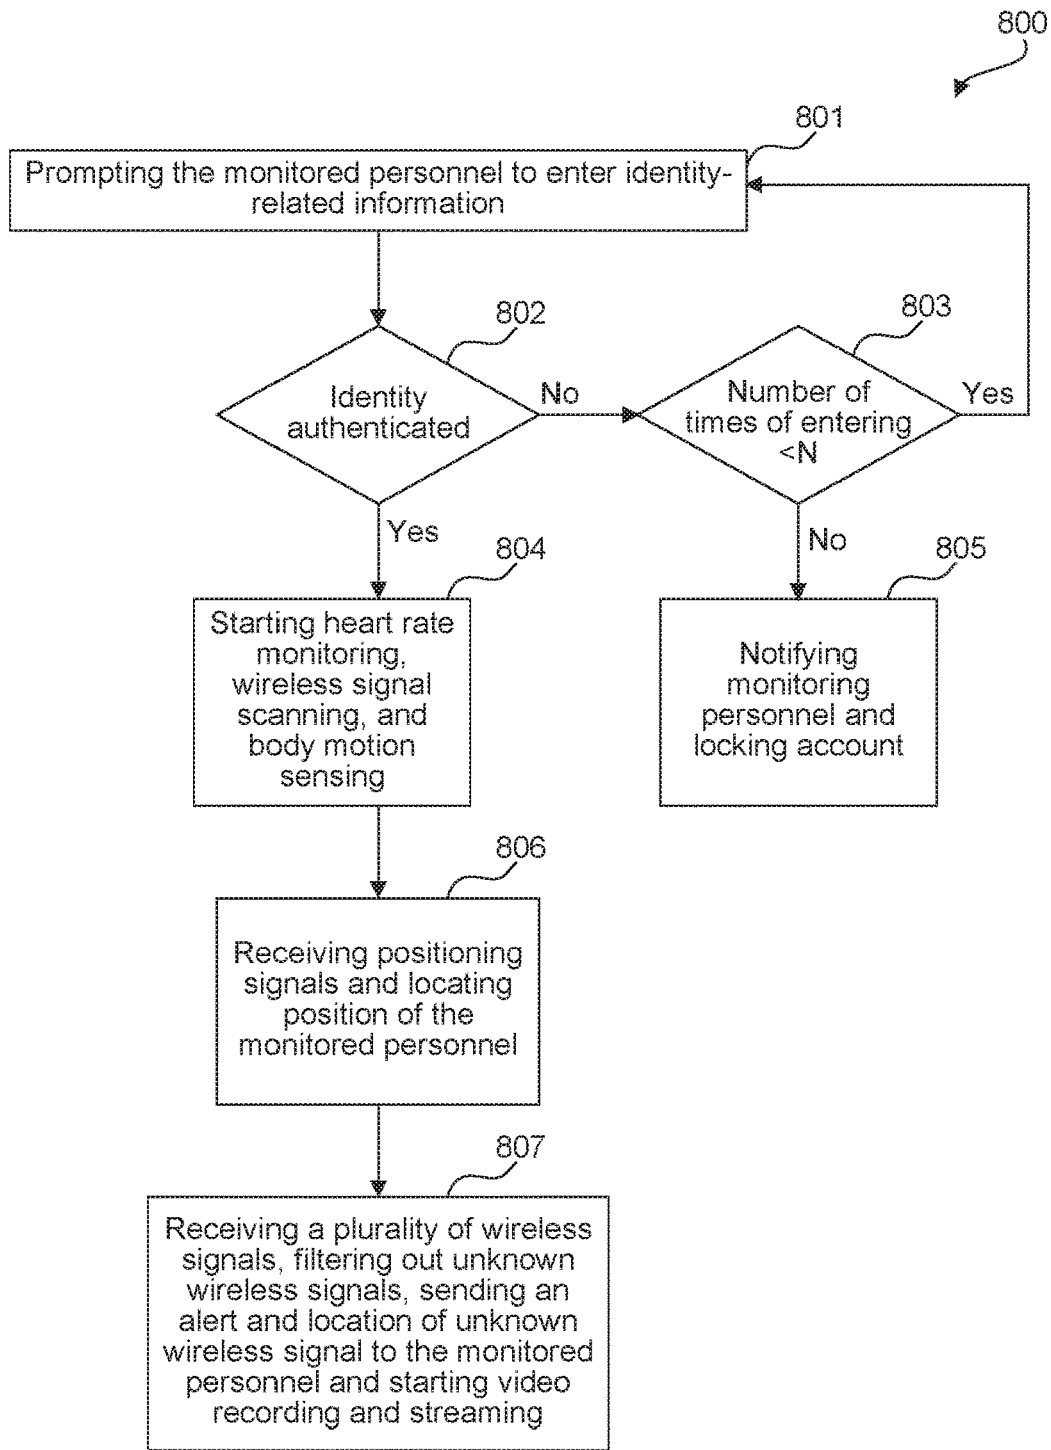 800
801
Prompting the monitored personnel to enter identity-
related information
802
803
Identity
authenticated
No
Number of
times of entering
<N
Yes
Yes
No
804
805
Starting heart rate
monitoring,
wireless signal
scanning, and
body motion
sensing
Notifying
monitoring
personnel and
locking account
806
Receiving positioning
signals and locating
position of the
monitored personnel
807
Receiving a plurality of wireless
signals, filtering out unknown
wireless signals, sending an
alert and location of unknown
wireless signal to the monitored
personnel and starting video
recording and streaming